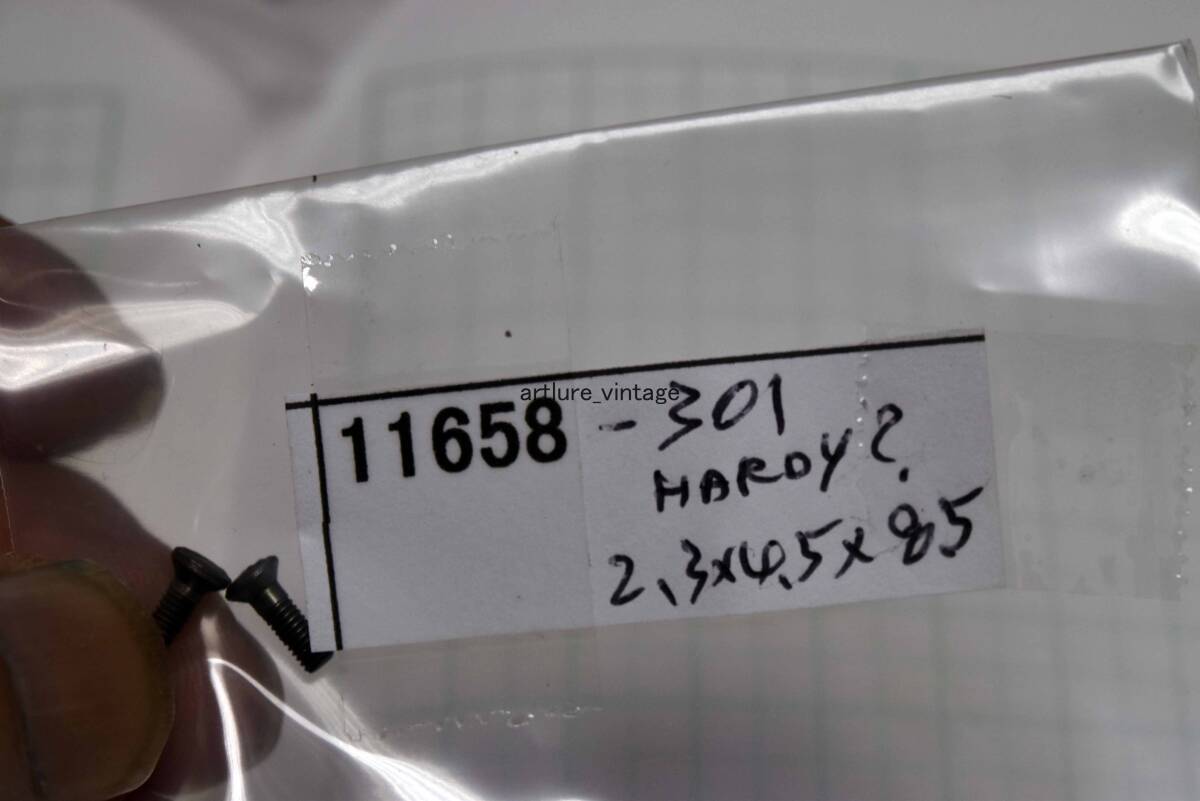 artlure_vintage
11658 -301
HARDY?
2.3x4.5x8.5